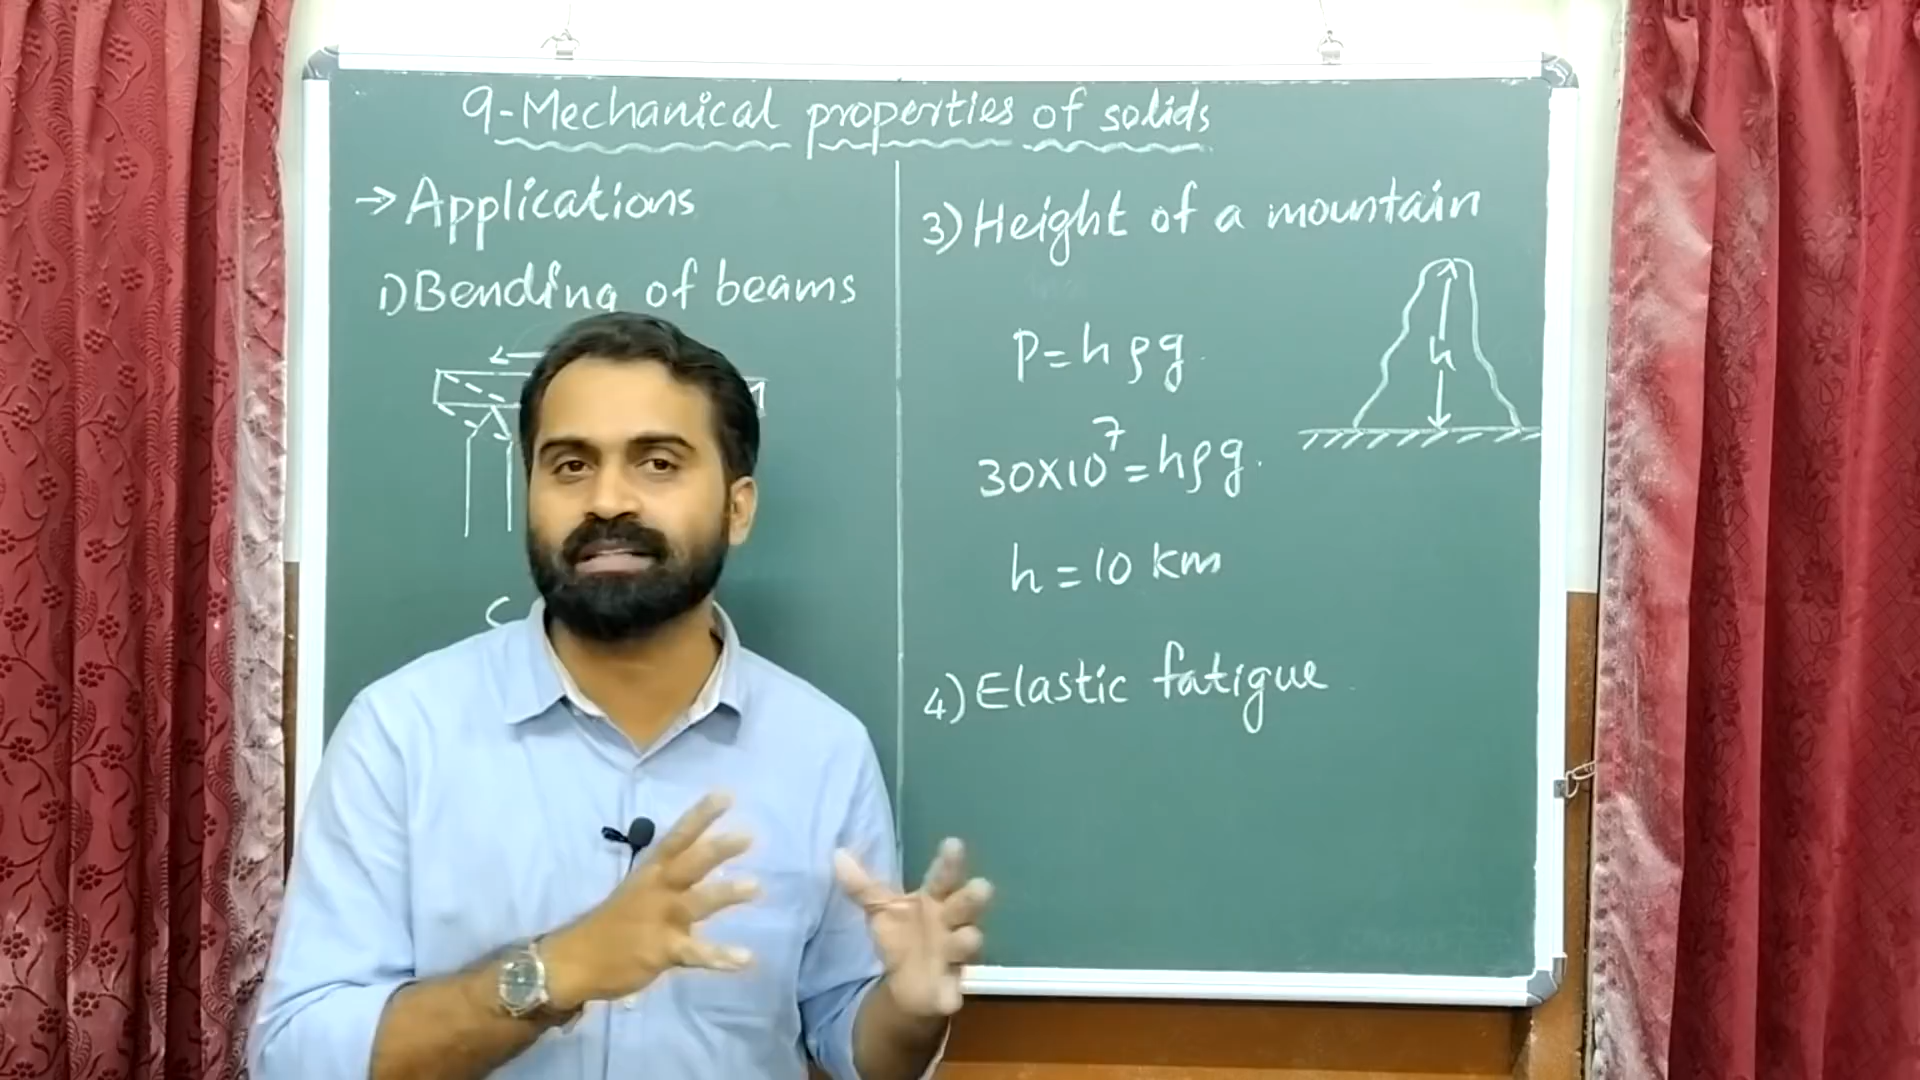 9-Mechanical properties of solids
→Applications
1)Bending of beams
3)Height of a mountain
P=hρg
h
30×10⁷=hρg.
h=10 km
4)Elastic fatigue